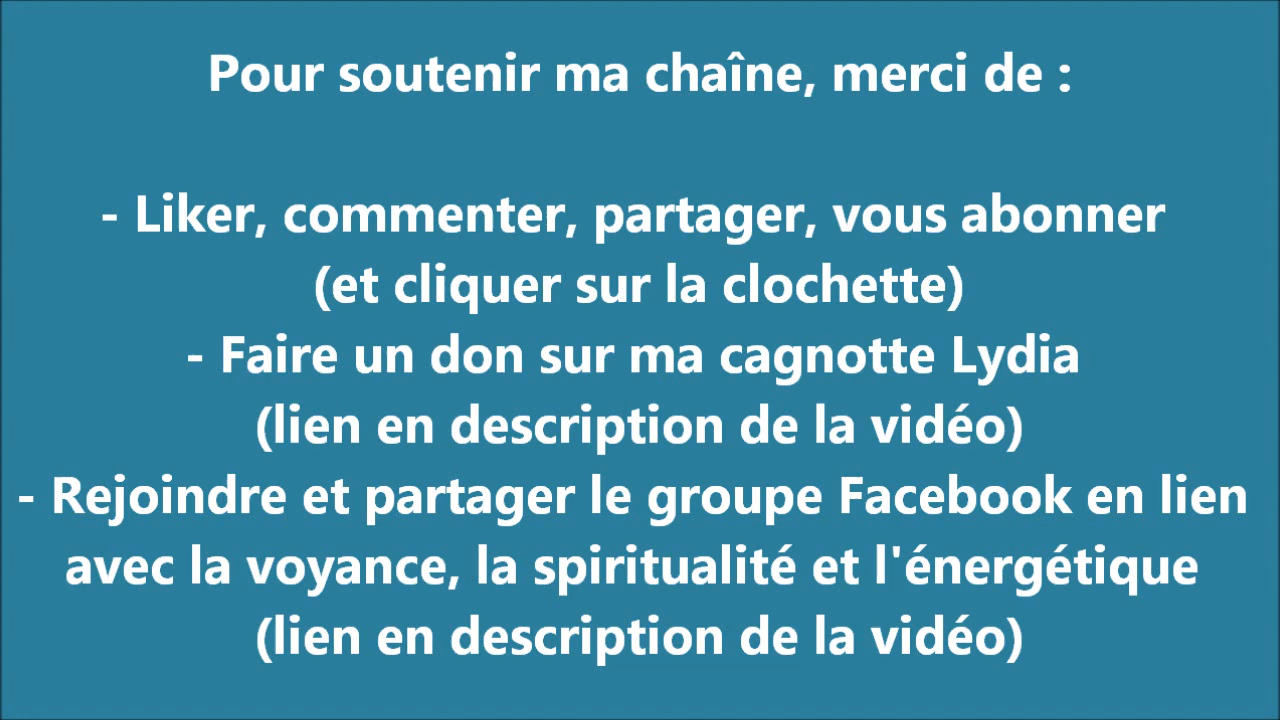 Pour soutenir ma chaîne, merci de :
- Liker, commenter, partager, vous abonner
(et cliquer sur la clochette)
- Faire un don sur ma cagnotte Lydia
(lien en description de la vidéo)
- Rejoindre et partager le groupe Facebook en lien
avec la voyance, la spiritualité et l'énergétique
(lien en description de la vidéo)